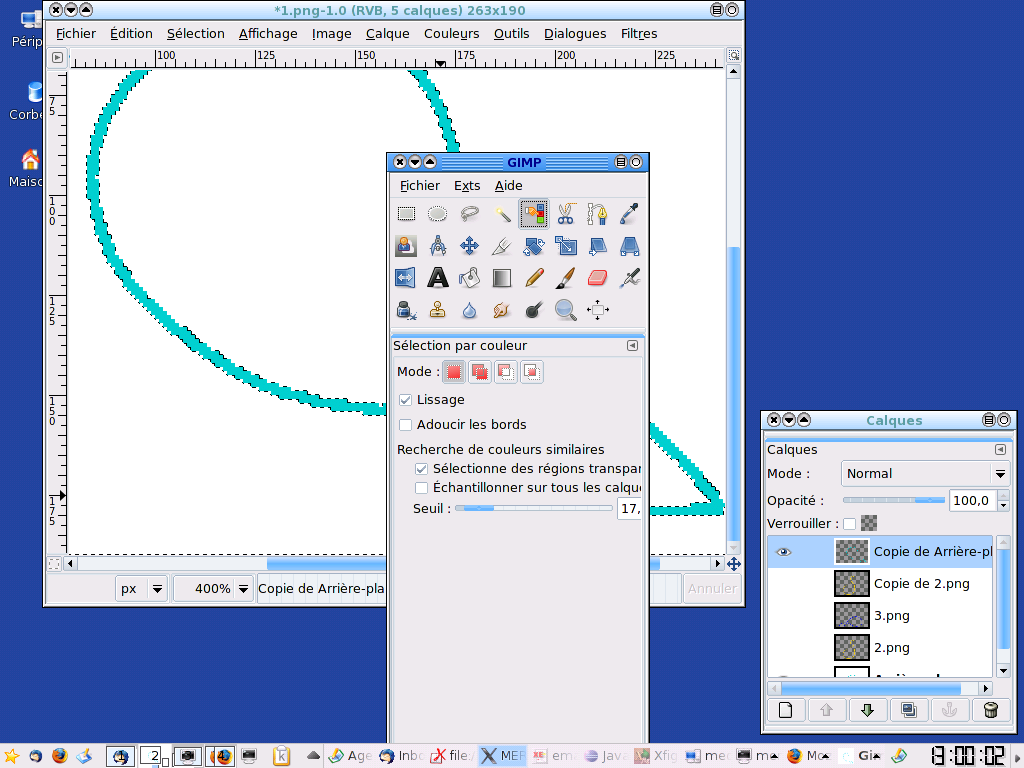 *1.png-1.0 (RVB, 5 calques) 263x190
Fichier Édition Sélection Affichage Image Calque Couleurs Outils Dialogues Filtres
100 125 150 175 200 225
75
100
125
150
175
Périp
Corbe
Maiso
GIMP
Fichier Exts Aide
Sélection par couleur
Mode :
Lissage
Adoucir les bords
Recherche de couleurs similaires
Sélectionne des régions transpar
Échantillonner sur tous les calque
Seuil : 17,
px 400% Copie de Arrière-pla Annuler
Calques
Calques
Mode : Normal
Opacité : 100,0
Verrouiller :
Copie de Arrière-pl
Copie de 2.png
3.png
2.png
2 Age Inb file: MEF em Java Xfig me m Mo Gi 13:00:02